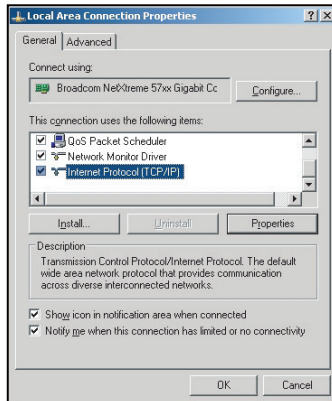 Local Area Connection Properties
General Advanced
Connect using:
Broadcom NetXtreme 57xx Gigabit Cc
Configure...
This connection uses the following items:
QoS Packet Scheduler
Network Monitor Driver
Internet Protocol (TCP/IP)
Install... Uninstall Properties
Description
Transmission Control Protocol/Internet Protocol. The default
wide area network protocol that provides communication
across diverse interconnected networks.
Show icon in notification area when connected
Notify me when this connection has limited or no connectivity
OK Cancel